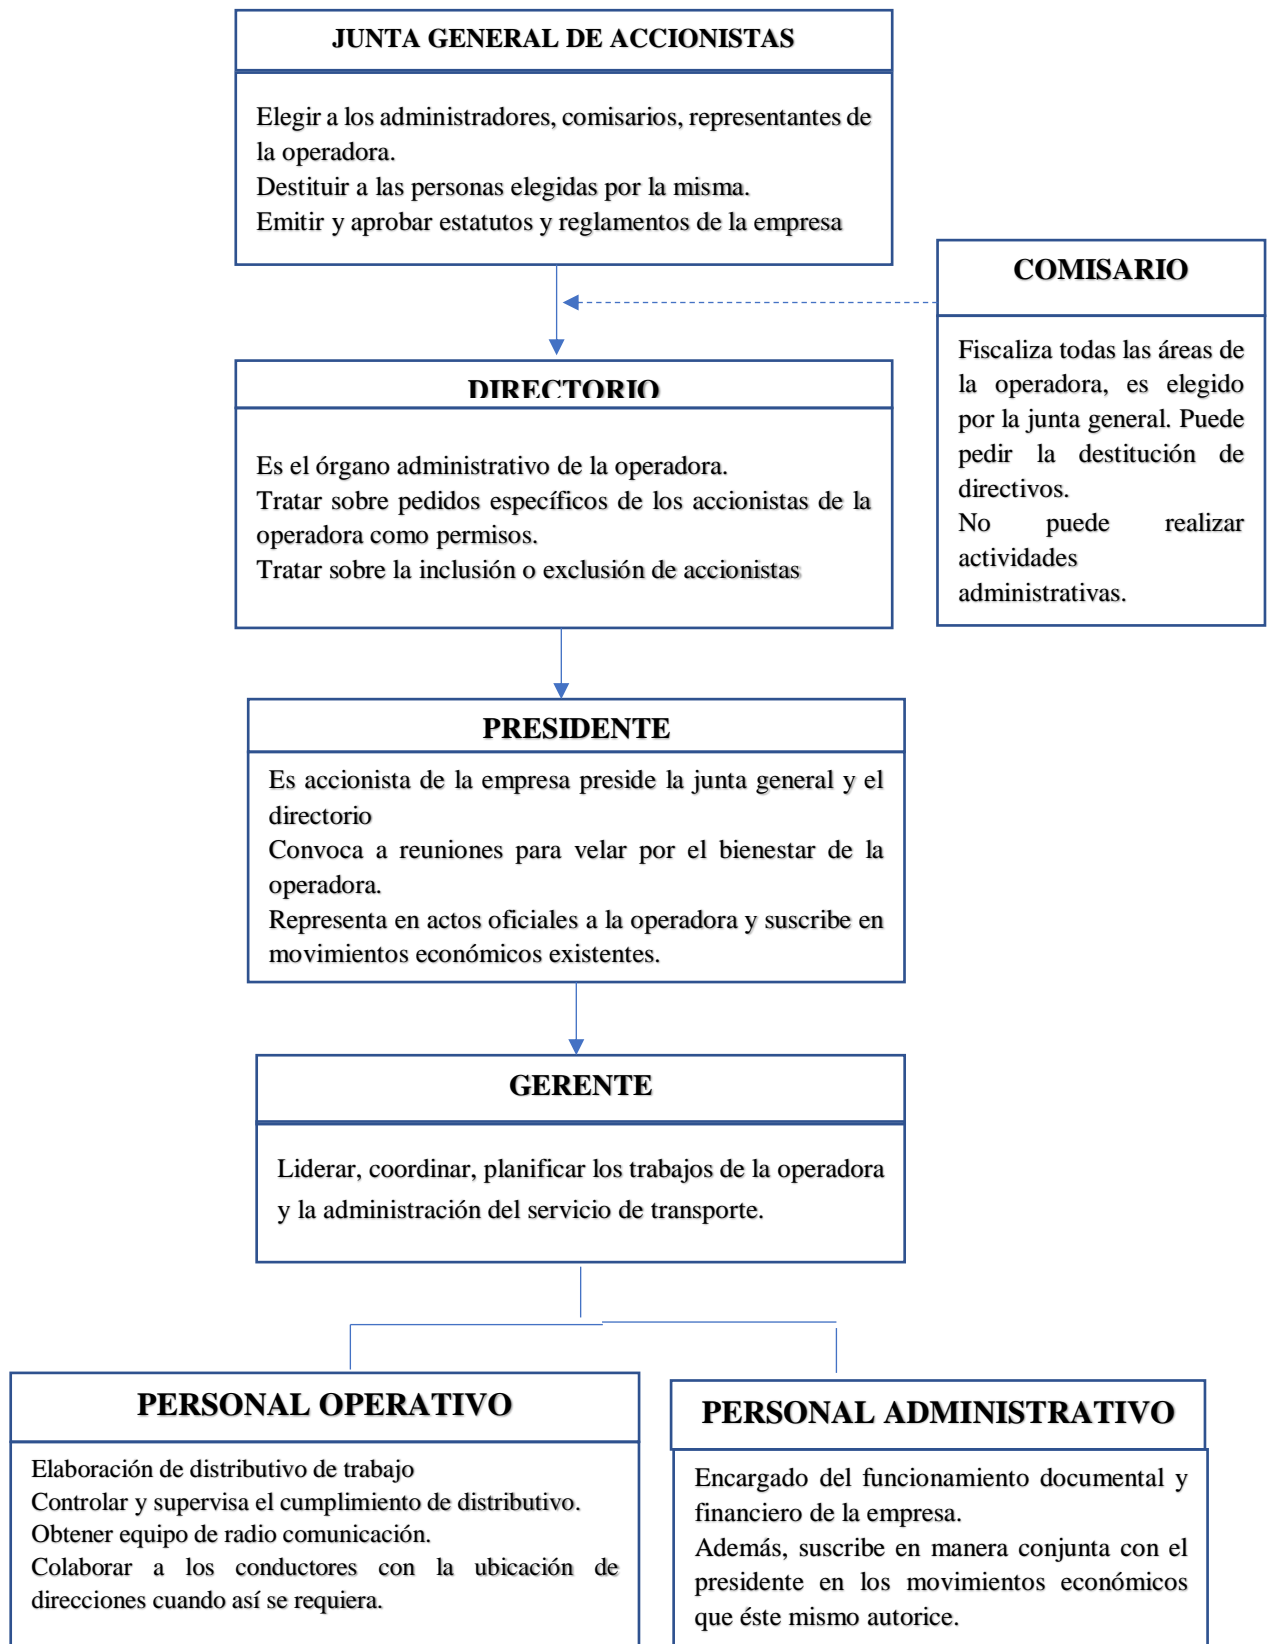 JUNTA GENERAL DE ACCIONISTAS
Elegir a los administradores, comisarios, representantes de
la operadora.
Destituir a las personas elegidas por la misma.
Emitir y aprobar estatutos y reglamentos de la empresa
COMISARIO
Fiscaliza todas las áreas de
la operadora, es elegido
por la junta general. Puede
pedir la destitución de
directivos.
No puede realizar
actividades
administrativas.
DIRECTORIO
Es el órgano administrativo de la operadora.
Tratar sobre pedidos específicos de los accionistas de la
operadora como permisos.
Tratar sobre la inclusión o exclusión de accionistas
PRESIDENTE
Es accionista de la empresa preside la junta general y el
directorio
Convoca a reuniones para velar por el bienestar de la
operadora.
Representa en actos oficiales a la operadora y suscribe en
movimientos económicos existentes.
GERENTE
Liderar, coordinar, planificar los trabajos de la operadora
y la administración del servicio de transporte.
PERSONAL OPERATIVO
Elaboración de distributivo de trabajo
Controlar y supervisa el cumplimiento de distributivo.
Obtener equipo de radio comunicación.
Colaborar a los conductores con la ubicación de
direcciones cuando así se requiera.
PERSONAL ADMINISTRATIVO
Encargado del funcionamiento documental y
financiero de la empresa.
Además, suscribe en manera conjunta con el
presidente en los movimientos económicos
que éste mismo autorice.